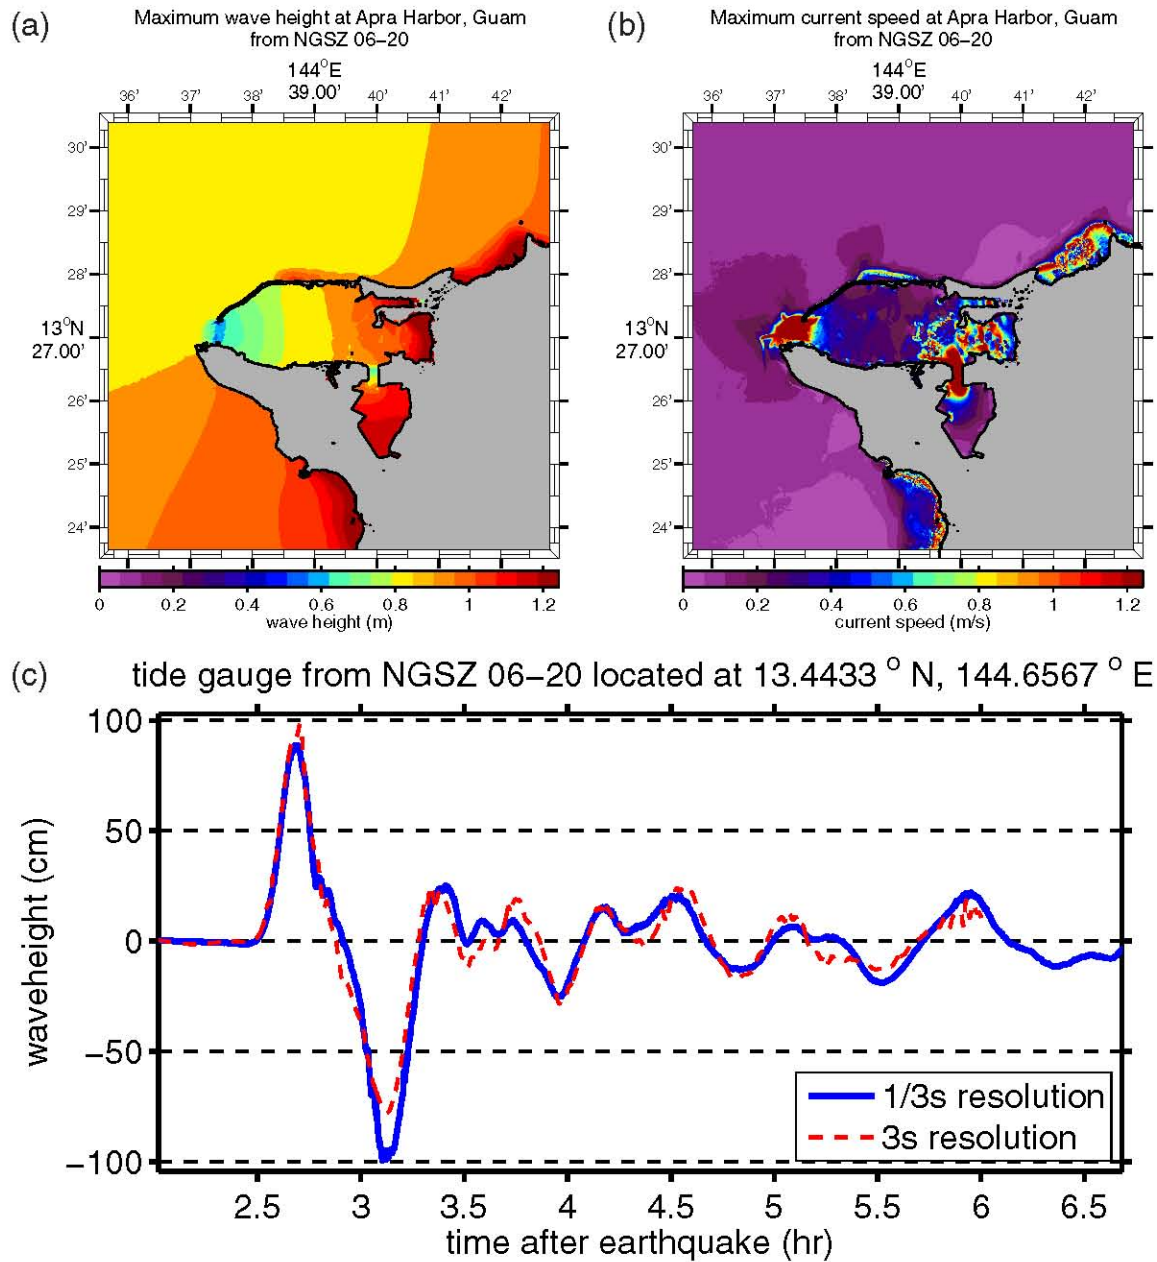 (a)
Maximum wave height at Apra Harbor, Guam
from NGSZ 06−20
144°E
36' 37' 38' 39.00' 40' 41' 42'
30'
29'
28'
13°N
27.00'
26'
25'
24'
0 0.2 0.4 0.6 0.8 1 1.2
wave height (m)
(b)
Maximum current speed at Apra Harbor, Guam
from NGSZ 06−20
144°E
36' 37' 38' 39.00' 40' 41' 42'
30'
29'
28'
13°N
27.00'
26'
25'
24'
0 0.2 0.4 0.6 0.8 1 1.2
current speed (m/s)
(c) tide gauge from NGSZ 06−20 located at 13.4433 ° N, 144.6567 ° E
100
50
0
−50
−100
waveheight (cm)
1/3s resolution
3s resolution
2.5 3 3.5 4 4.5 5 5.5 6 6.5
time after earthquake (hr)